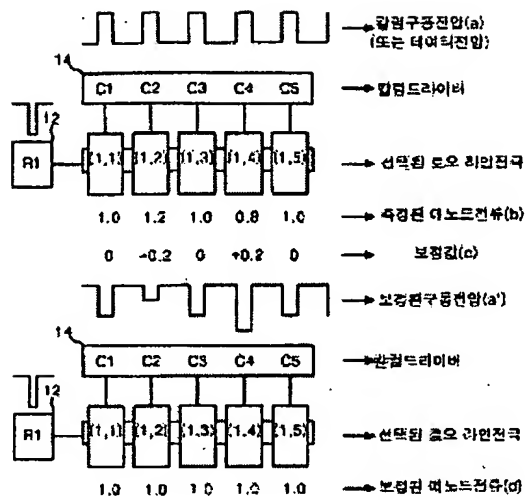 칼럼구동전압(a)
(또는 데이터전압)
14
C1 C2 C3 C4 C5
칼럼드라이버
12
R1
(1,1) (1,2) (1,3) (1,4) (1,5)
선택된 로오 라인전극
1.0 1.2 1.0 0.8 1.0
측정된 애노드전류(b)
0 -0.2 0 +0.2 0
보정값(c)
보정된구동전압(a')
14
C1 C2 C3 C4 C5
칼럼드라이버
12
R1
(1,1) (1,2) (1,3) (1,4) (1,5)
선택된 로오 라인전극
1.0 1.0 1.0 1.0 1.0
보정된 애노드전류(d)